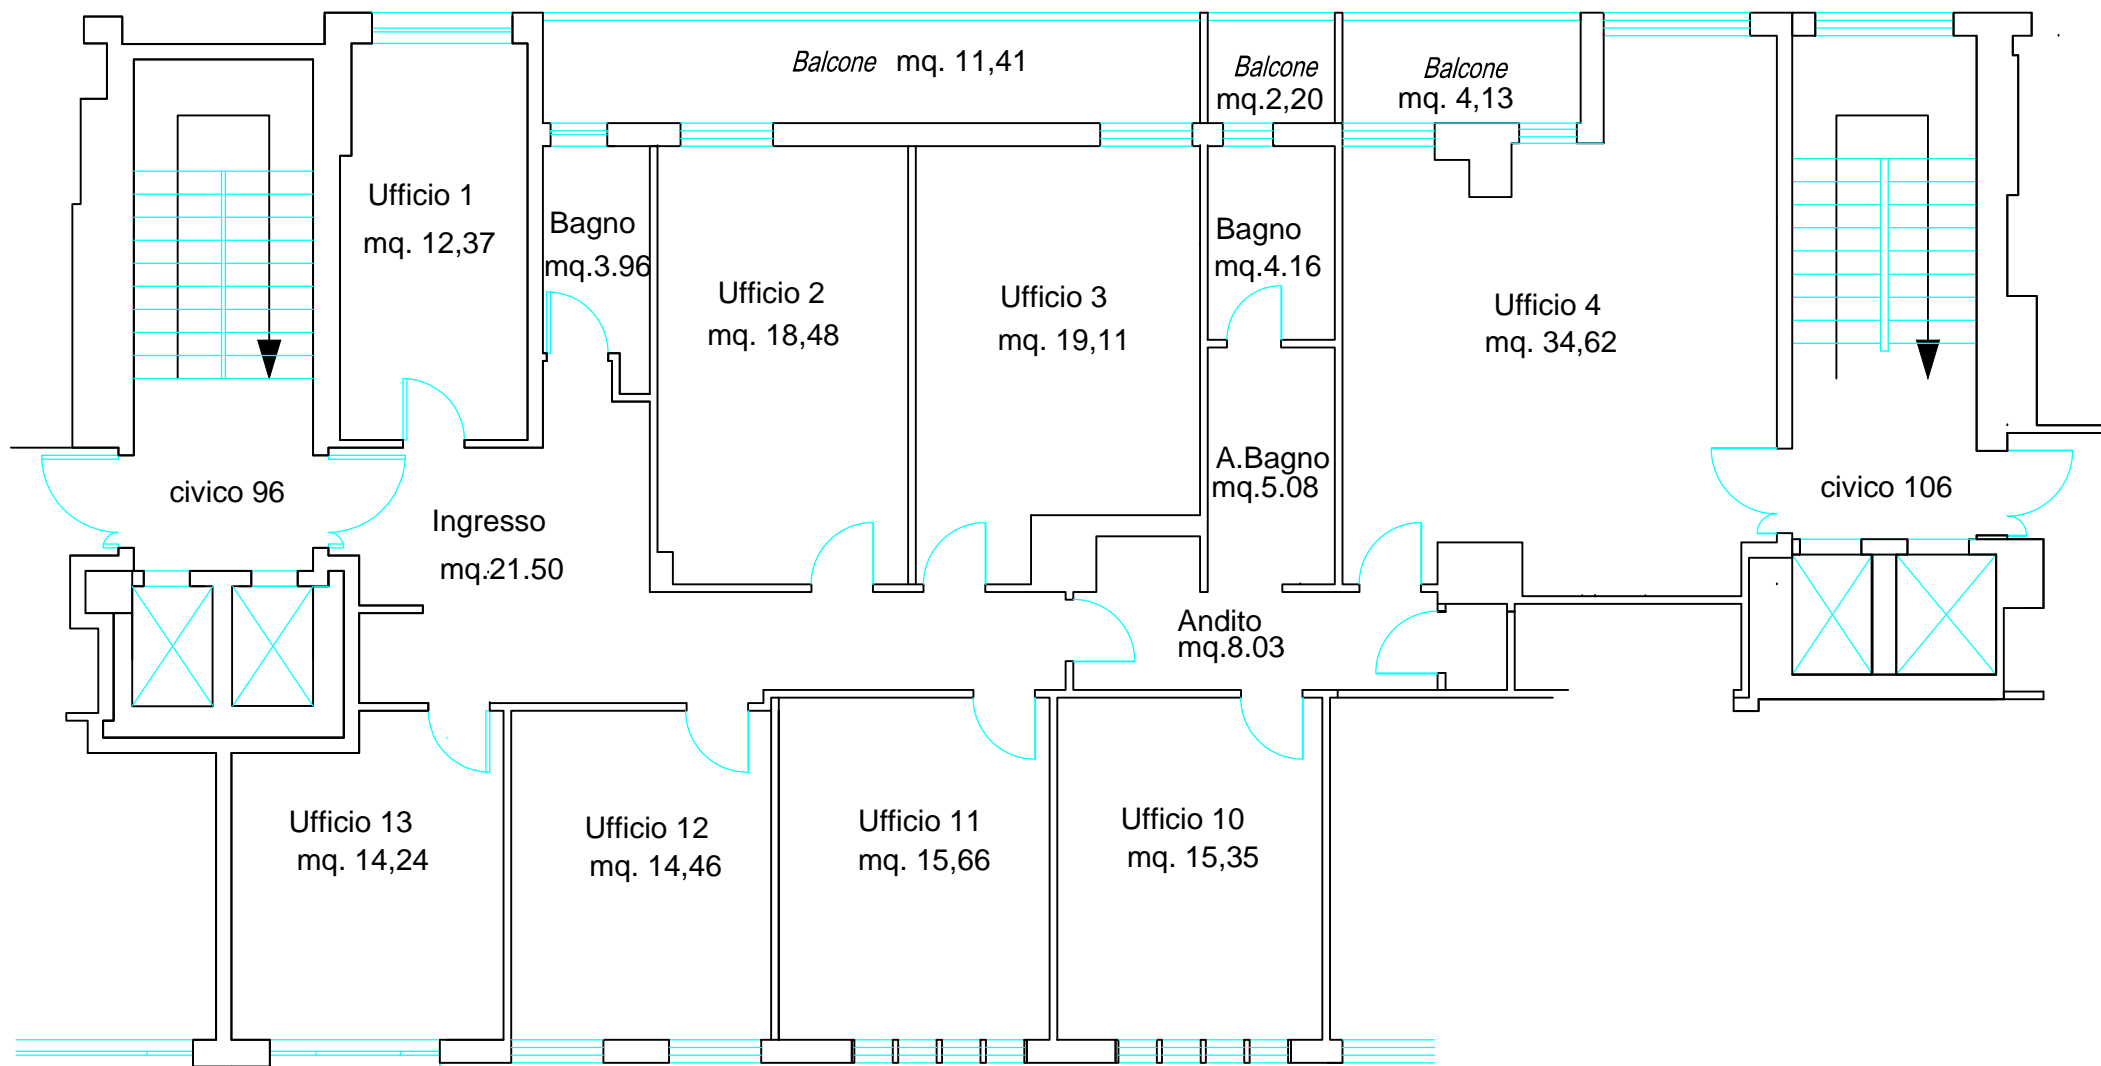 Balcone mq. 11,41
Balcone
mq.2,20
Balcone
mq. 4,13
Ufficio 1
mq. 12,37
Bagno
mq.3.96
Ufficio 2
mq. 18,48
Ufficio 3
mq. 19,11
Bagno
mq.4.16
Ufficio 4
mq. 34,62
A.Bagno
mq.5.08
civico 96
Ingresso
mq.21.50
civico 106
Andito
mq.8.03
Ufficio 13
mq. 14,24
Ufficio 12
mq. 14,46
Ufficio 11
mq. 15,66
Ufficio 10
mq. 15,35